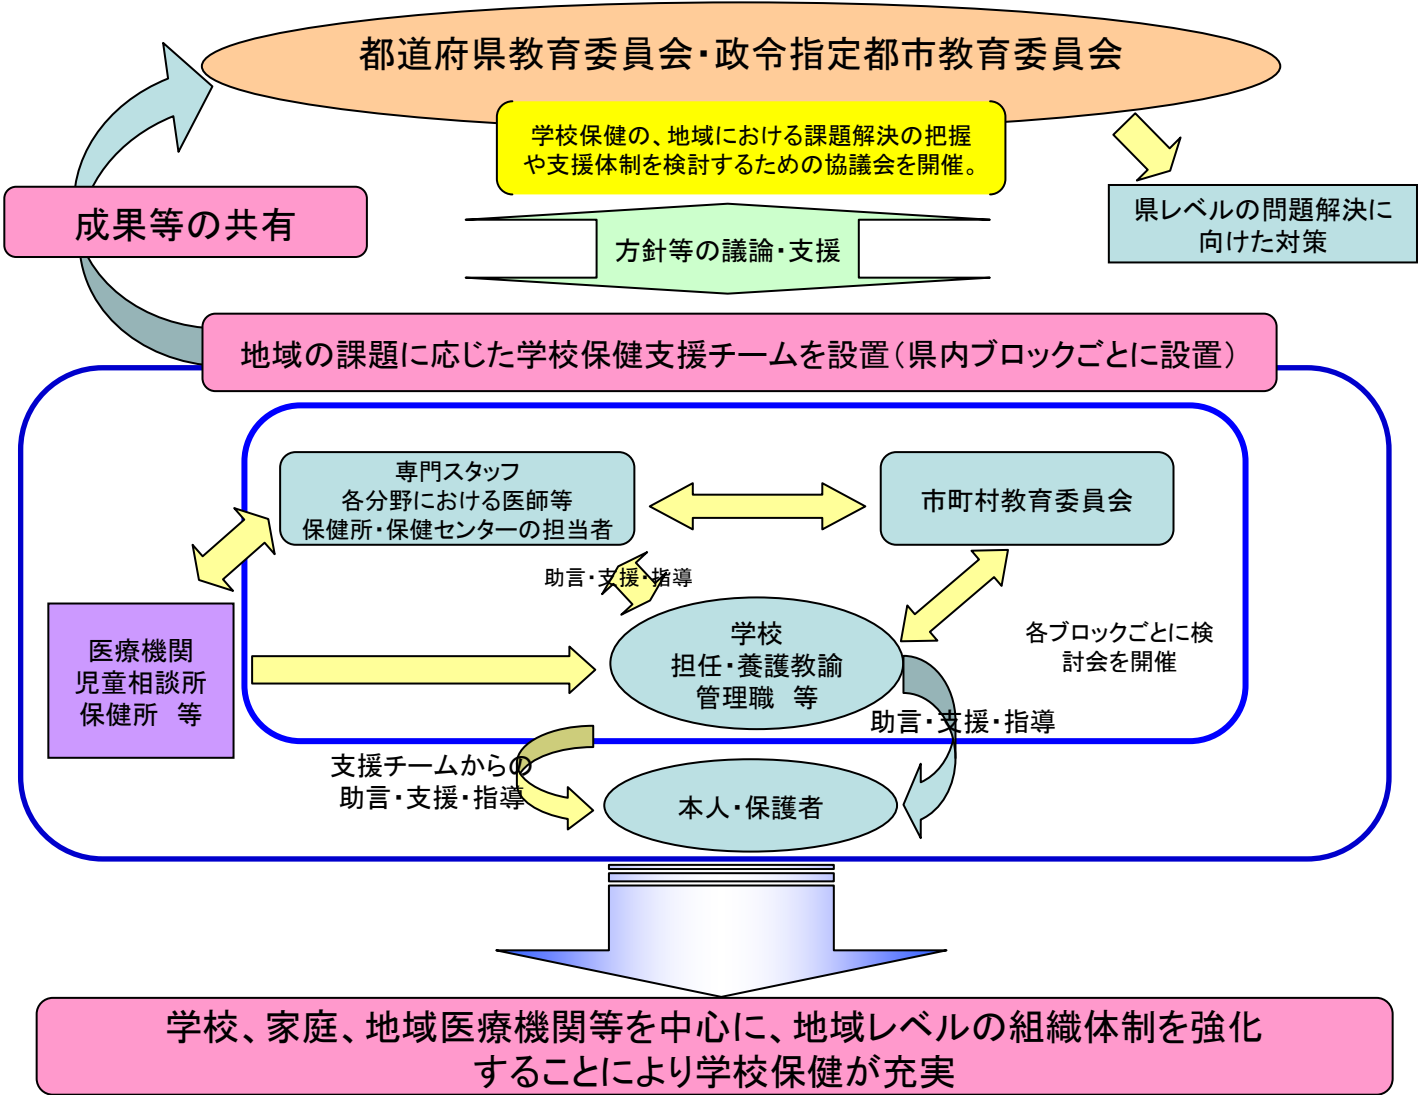 都道府県教育委員会・政令指定都市教育委員会
学校保健の、地域における課題解決の把握
や支援体制を検討するための協議会を開催。
県レベルの問題解決に
向けた対策
成果等の共有
方針等の議論・支援
地域の課題に応じた学校保健支援チームを設置（県内ブロックごとに設置）
専門スタッフ
各分野における医師等
保健所・保健センターの担当者
市町村教育委員会
助言・支援・指導
医療機関
児童相談所
保健所　等
学校
担任・養護教諭
管理職　等
各ブロックごとに検
討会を開催
助言・支援・指導
支援チームからの
助言・支援・指導
本人・保護者
学校、家庭、地域医療機関等を中心に、地域レベルの組織体制を強化
することにより学校保健が充実